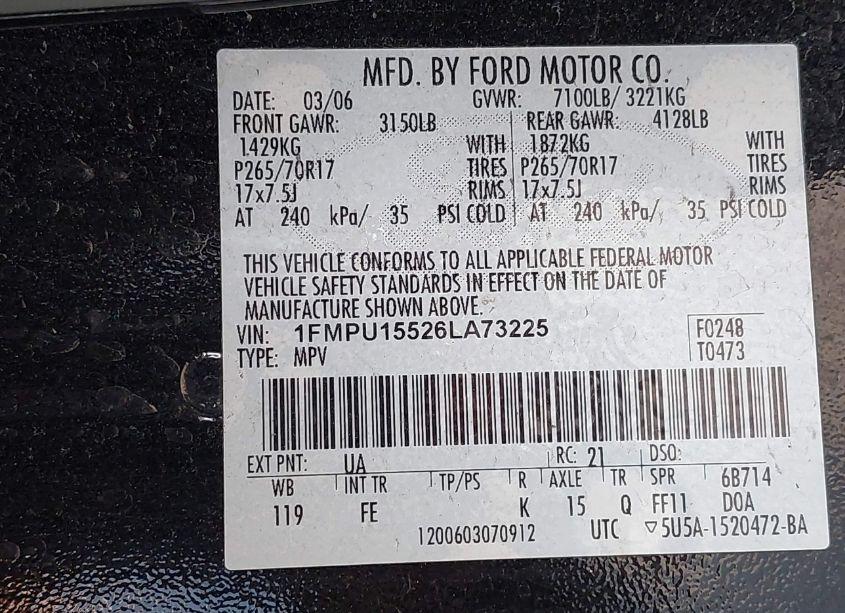 MFD. BY FORD MOTOR CO.
DATE: 03/06 GVWR: 7100LB/ 3221KG
FRONT GAWR: 3150LB REAR GAWR: 4128LB
1429KG WITH 1872KG WITH
P265/70R17 TIRES P265/70R17 TIRES
17x7.5J RIMS 17x7.5J RIMS
AT 240 kPa/ 35 PSI COLD AT 240 kPa/ 35 PSI COLD
THIS VEHICLE CONFORMS TO ALL APPLICABLE FEDERAL MOTOR
VEHICLE SAFETY STANDARDS IN EFFECT ON THE DATE OF
MANUFACTURE SHOWN ABOVE.
VIN: 1FMPU15526LA73225 F0248
TYPE: MPV T0473
EXT PNT: UA RC: 21 DSO:
WB INT TR TP/PS R AXLE TR SPR 6B714
119 FE K 15 Q FF11 DOA
1200603070912 UTC ▽5U5A-1520472-BA